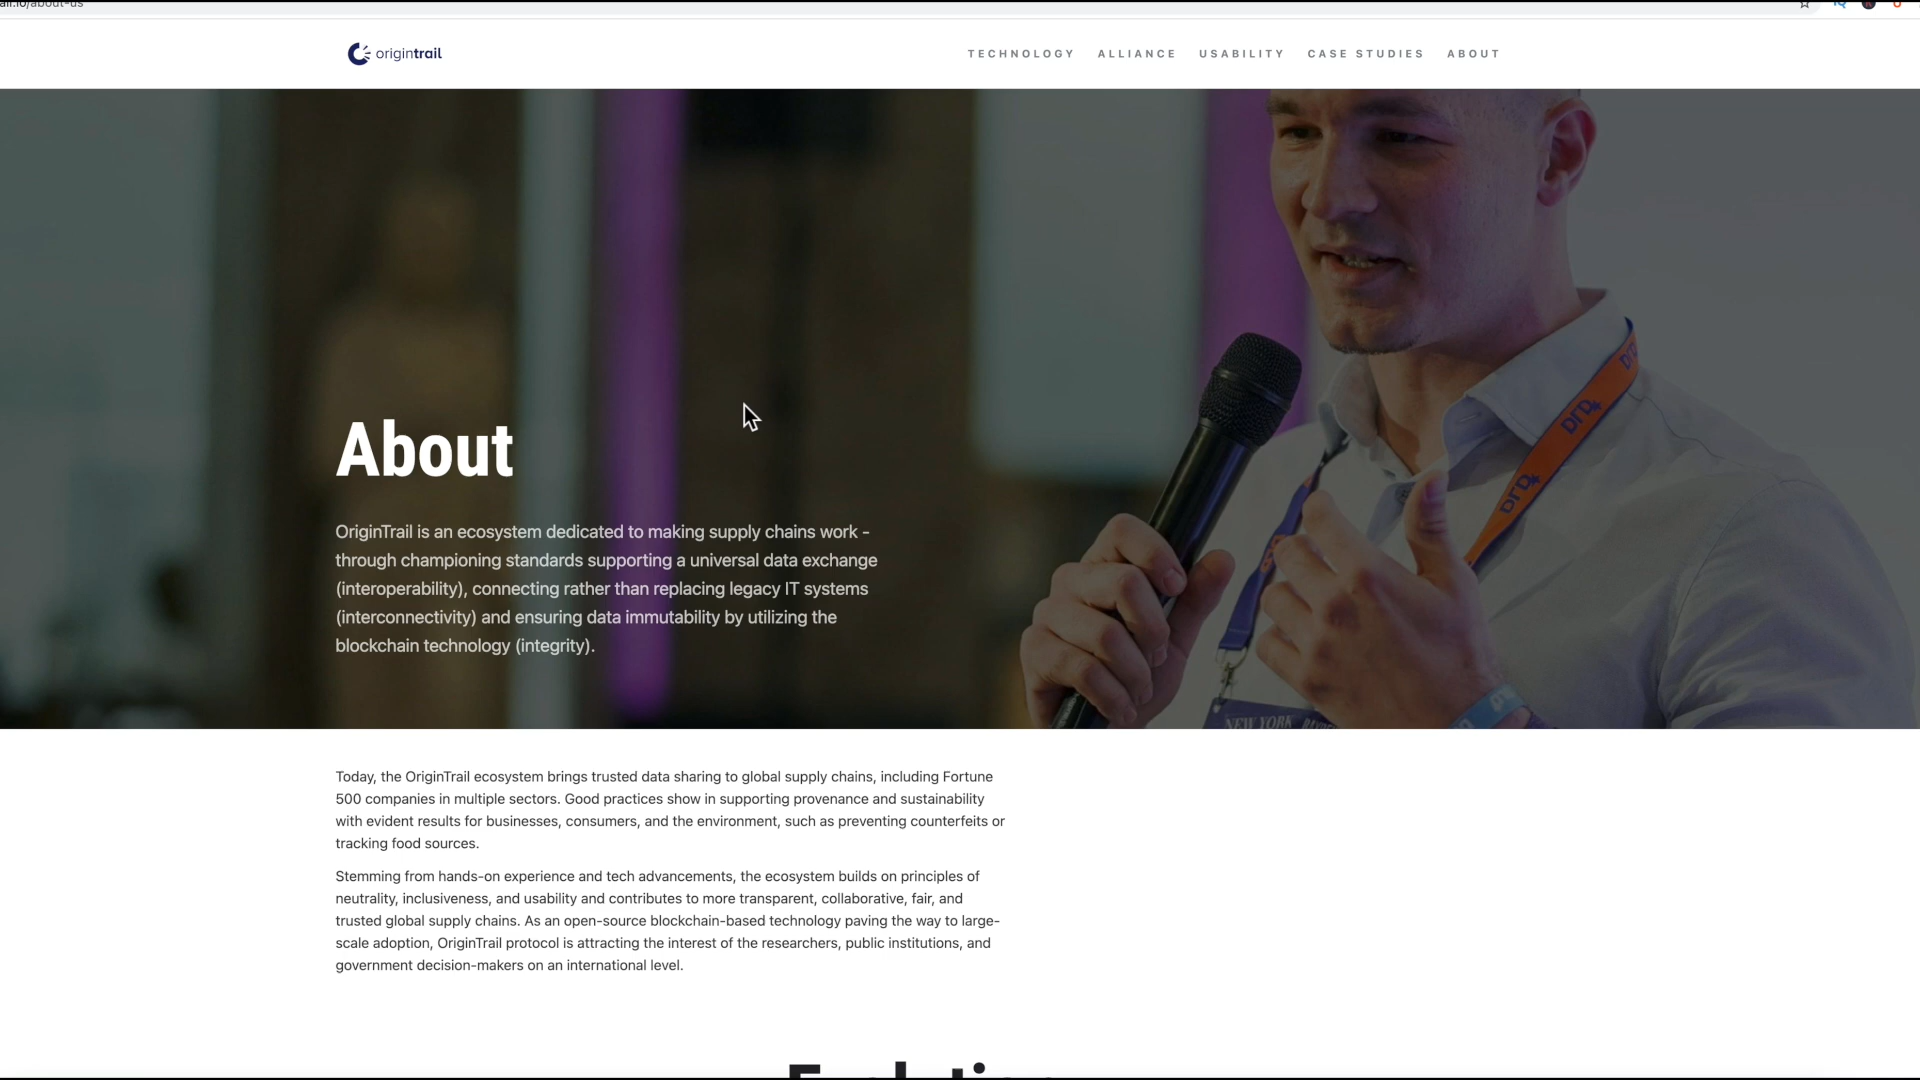 origintrail
TECHNOLOGY ALLIANCE USABILITY CASE STUDIES ABOUT
About
OriginTrail is an ecosystem dedicated to making supply chains work -
through championing standards supporting a universal data exchange
(interoperability), connecting rather than replacing legacy IT systems
(interconnectivity) and ensuring data immutability by utilizing the
blockchain technology (integrity).
NEW YORK
Today, the OriginTrail ecosystem brings trusted data sharing to global supply chains, including Fortune
500 companies in multiple sectors. Good practices show in supporting provenance and sustainability
with evident results for businesses, consumers, and the environment, such as preventing counterfeits or
tracking food sources.
Stemming from hands-on experience and tech advancements, the ecosystem builds on principles of
neutrality, inclusiveness, and usability and contributes to more transparent, collaborative, fair, and
trusted global supply chains. As an open-source blockchain-based technology paving the way to large-
scale adoption, OriginTrail protocol is attracting the interest of the researchers, public institutions, and
government decision-makers on an international level.